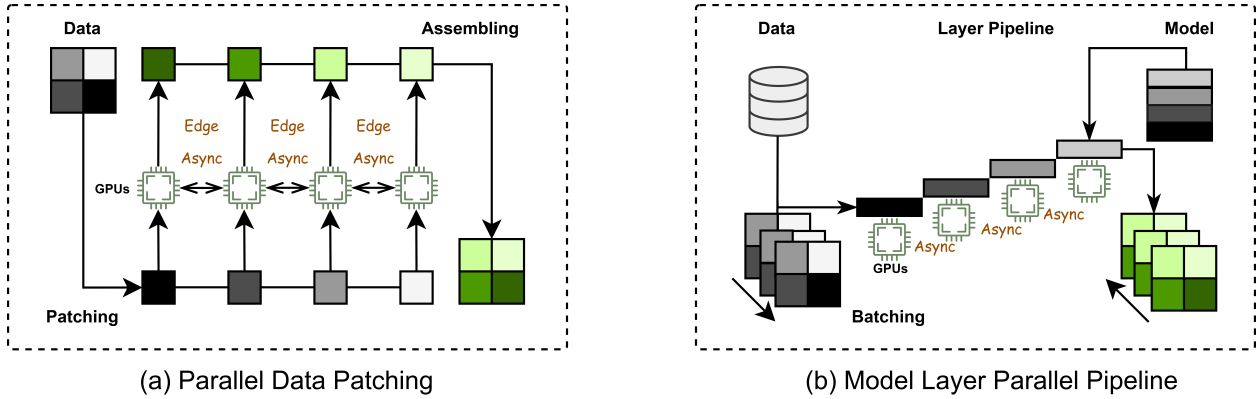 Data
Assembling
Edge
Edge
Edge
Async
Async
Async
GPUs
Patching
(a) Parallel Data Patching
Data
Layer Pipeline
Model
Async
Async
Async
GPUs
Batching
(b) Model Layer Parallel Pipeline